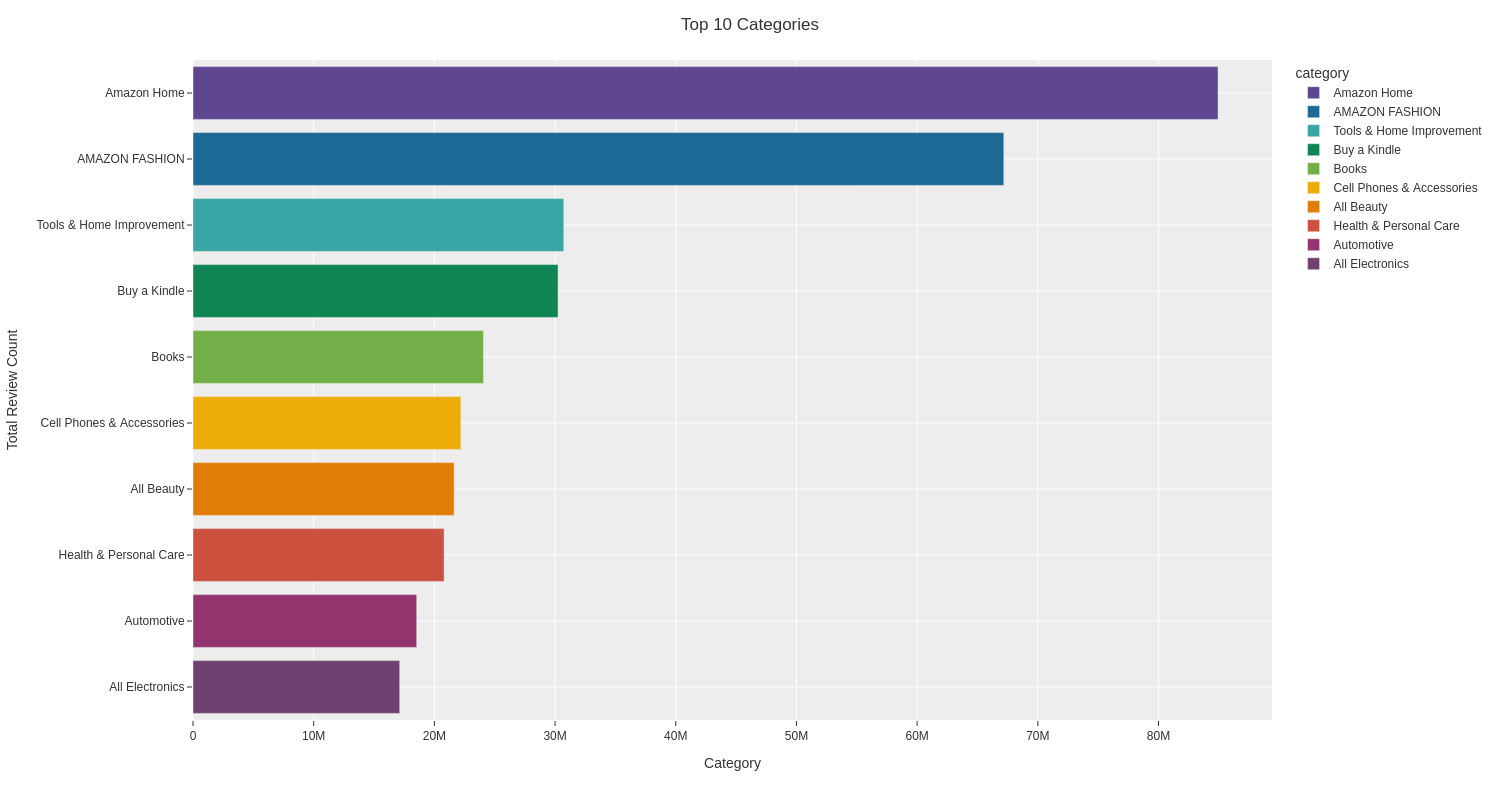 Top 10 Categories
Total Review Count
Amazon Home
AMAZON FASHION
Tools & Home Improvement
Buy a Kindle
Books
Cell Phones & Accessories
All Beauty
Health & Personal Care
Automotive
All Electronics
0 10M 20M 30M 40M 50M 60M 70M 80M
Category
category
Amazon Home
AMAZON FASHION
Tools & Home Improvement
Buy a Kindle
Books
Cell Phones & Accessories
All Beauty
Health & Personal Care
Automotive
All Electronics